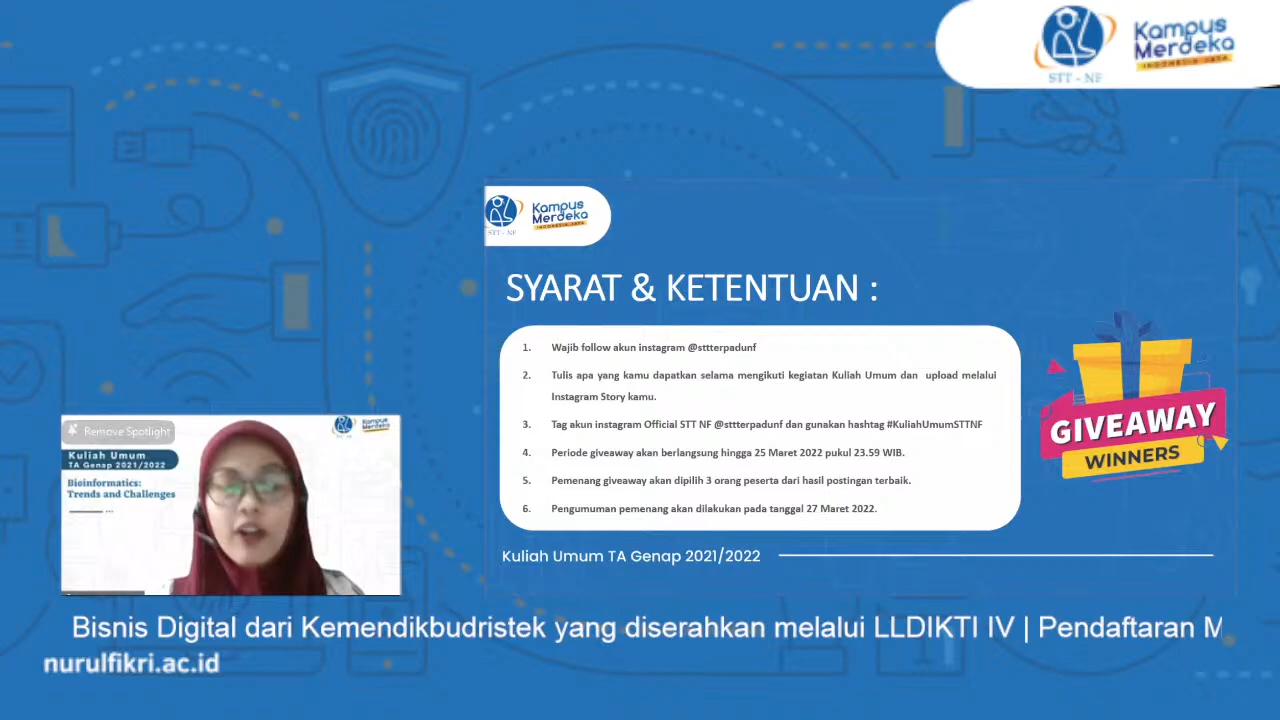 STT - NF
Kampus
Merdeka
INDONESIA JAYA
STT - NF
Kampus
Merdeka
INDONESIA JAYA
SYARAT & KETENTUAN :
1. Wajib follow akun instagram @sttterpadunf
2. Tulis apa yang kamu dapatkan selama mengikuti kegiatan Kuliah Umum dan upload melalui
Instagram Story kamu.
3. Tag akun instagram Official STT NF @sttterpadunf dan gunakan hashtag #KuliahUmumSTTNF
4. Periode giveaway akan berlangsung hingga 25 Maret 2022 pukul 23.59 WIB.
5. Pemenang giveaway akan dipilih 3 orang peserta dari hasil postingan terbaik.
6. Pengumuman pemenang akan dilakukan pada tanggal 27 Maret 2022.
GIVEAWAY
WINNERS
Kuliah Umum TA Genap 2021/2022
Remove Spotlight
Kampus
Merdeka
Kuliah Umum
TA Genap 2021/2022
Bioinformatics:
Trends and Challenges
Bisnis Digital dari Kemendikbudristek yang diserahkan melalui LLDIKTI IV | Pendaftaran M
nurulfikri.ac.id